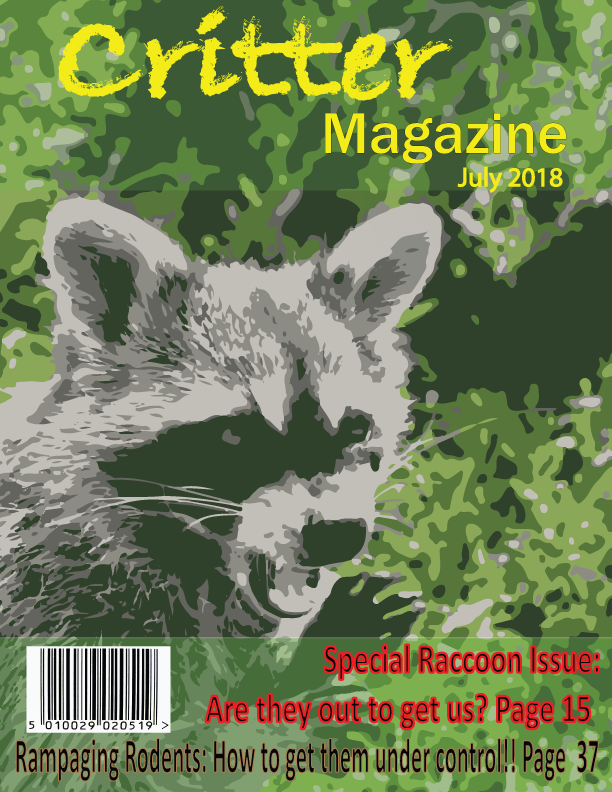 Critter
Magazine
July 2018
Special Raccoon Issue:
Are they out to get us? Page 15
5 010029 020519 >
Rampaging Rodents: How to get them under control!! Page 37